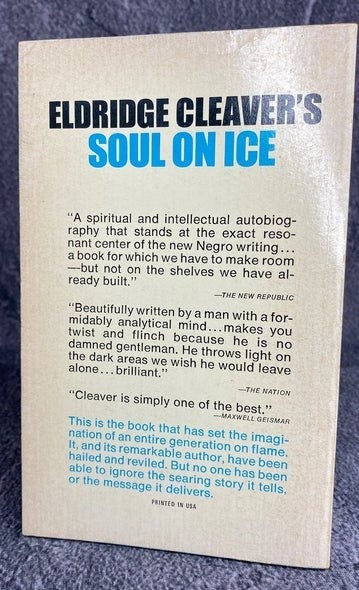 ELDRIDGE CLEAVER'S
SOUL ON ICE
"A spiritual and intellectual autobiog-
raphy that stands at the exact reso-
nant center of the new Negro writing...
a book for which we have to make room
—but not on the shelves we have al-
ready built."
—THE NEW REPUBLIC
"Beautifully written by a man with a for-
midably analytical mind...makes you
twist and flinch because he is no
damned gentleman. He throws light on
the dark areas we wish he would leave
alone...brilliant."
—THE NATION
"Cleaver is simply one of the best."
—MAXWELL GEISMAR
This is the book that has set the imagi-
nation of an entire generation on flame.
It, and its remarkable author, have been
hailed and reviled. But no one has been
able to ignore the searing story it tells,
or the message it delivers.
PRINTED IN USA